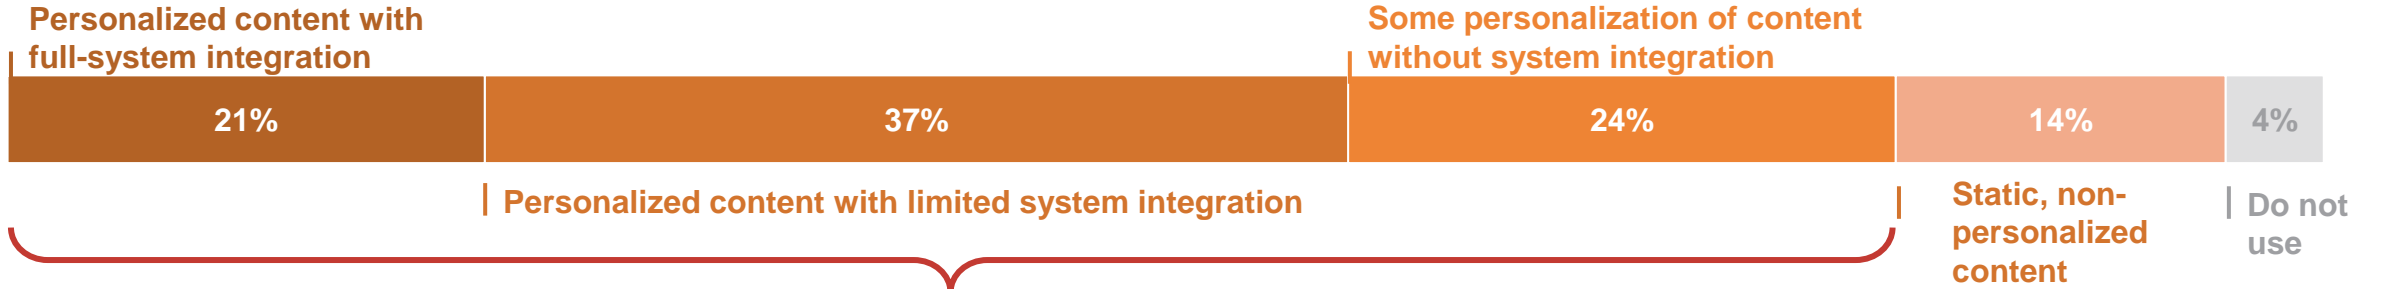 Personalized content with
full-system integration
Some personalization of content
without system integration
21%
37%
24%
14%
4%
Personalized content with limited system integration
Static, non-
personalized
content
Do not
use